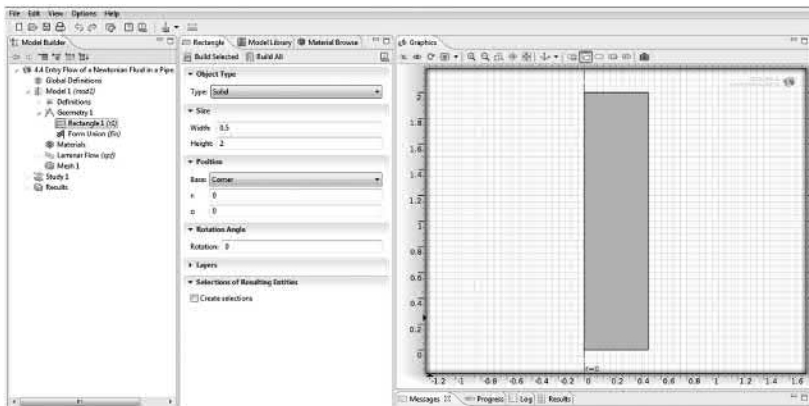 File Edit View Options Help
Model Builder
4.4 Entry Flow of a Newtonian Fluid in a Pipe
Global Definitions
Model 1 (mod1)
Definitions
Geometry 1
Rectangle 1 (r1)
Form Union (fin)
Materials
Laminar Flow (spf)
Mesh 1
Study 1
Results
Rectangle Model Library Material Browse
Build Selected Build All
Object Type
Type: Solid
Size
Width: 0.5
Height: 2
Position
Base: Corner
r: 0
z: 0
Rotation Angle
Rotation: 0
Layers
Selections of Resulting Entities
Create selections
Graphics
2
1.8
1.6
1.4
1.2
1
0.8
0.6
0.4
0.2
0
r=0
-1.2 -1 -0.8 -0.6 -0.4 -0.2 0 0.2 0.4 0.6 0.8 1 1.2 1.4 1.6
Messages Progress Log Results